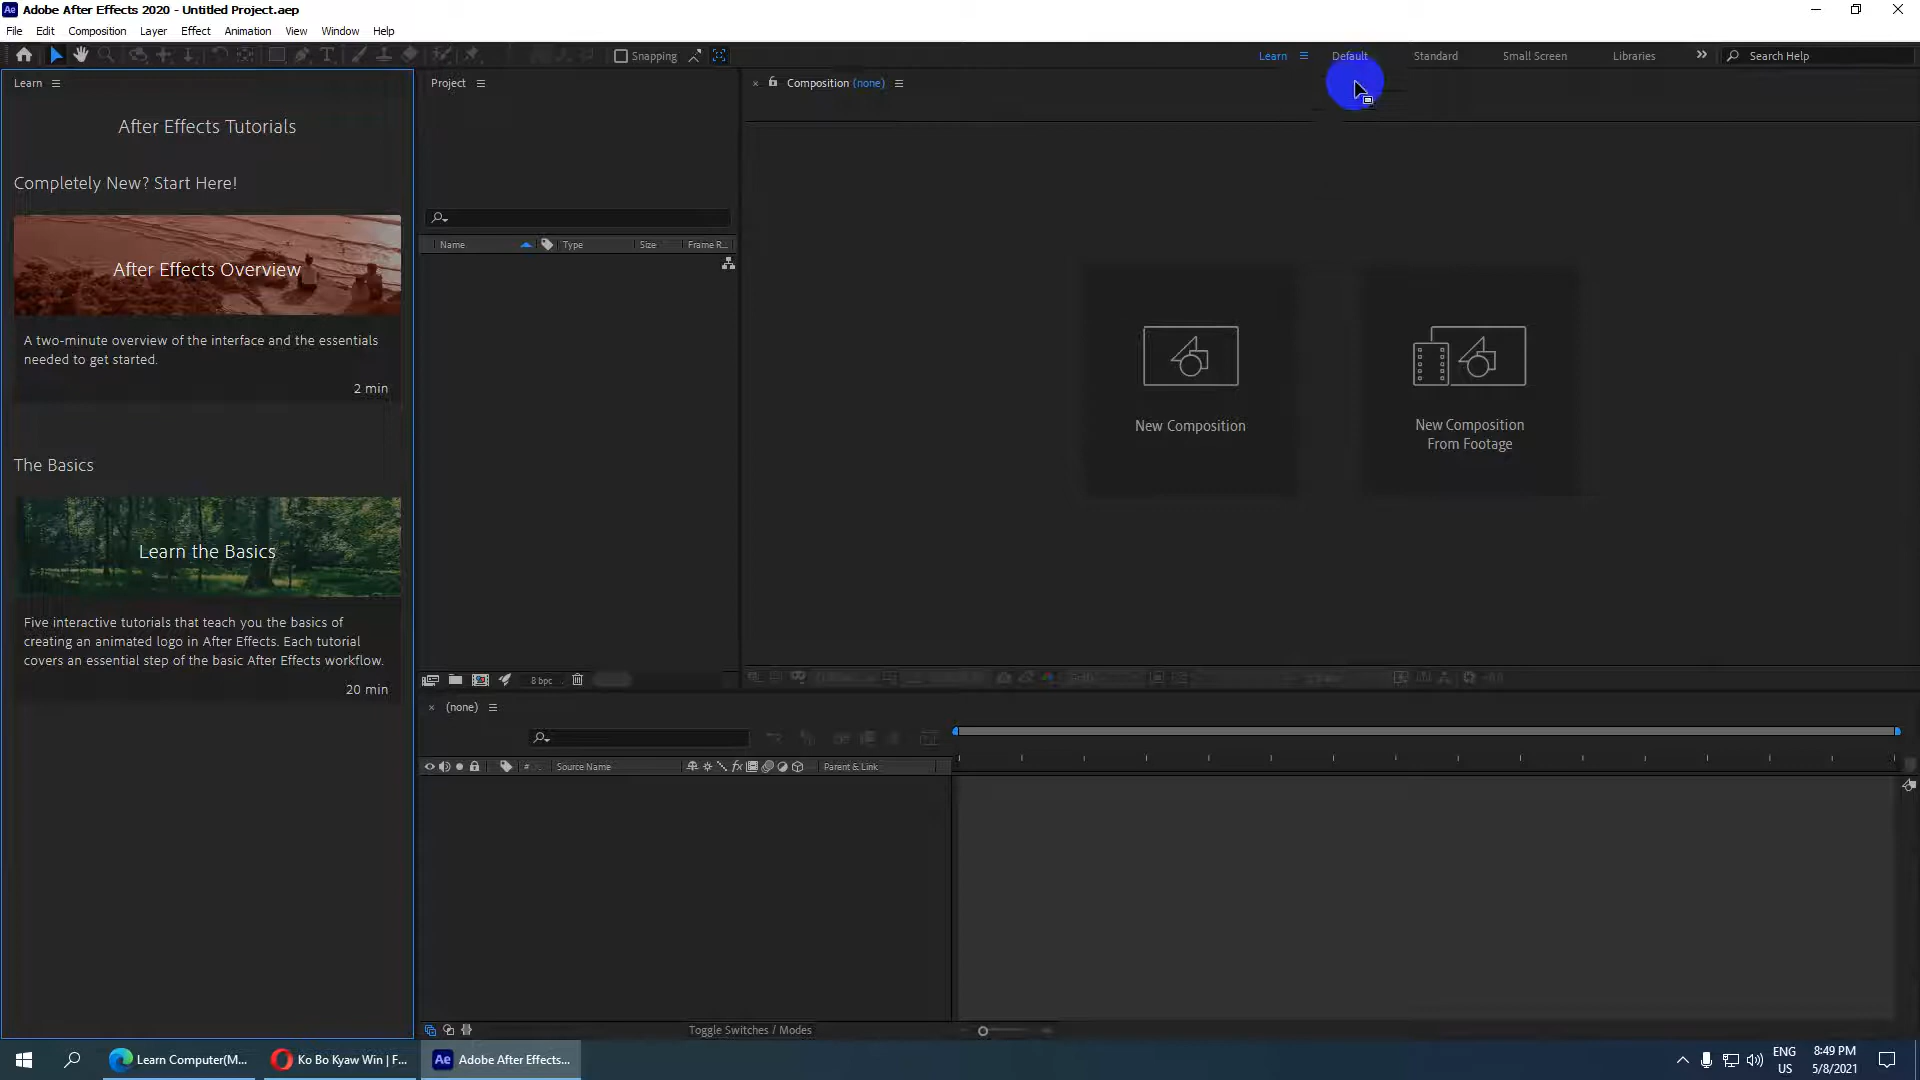 Adobe After Effects 2020 - Untitled Project.aep
File Edit Composition Layer Effect Animation View Window Help
Snapping Learn Default Standard Small Screen Libraries Search Help
Learn
After Effects Tutorials
Completely New? Start Here!
After Effects Overview
A two-minute overview of the interface and the essentials
needed to get started.
2 min
The Basics
Learn the Basics
Five interactive tutorials that teach you the basics of
creating an animated logo in After Effects. Each tutorial
covers an essential step of the basic After Effects workflow.
20 min
Project
Name Type Size Frame R...
8 bpc
Composition (none)
New Composition
New Composition
From Footage
(none)
# Source Name fx Parent & Link
Toggle Switches / Modes
Learn Computer(M... Ko Bo Kyaw Win | F... Ae Adobe After Effects...
ENG
US
8:49 PM
5/8/2021